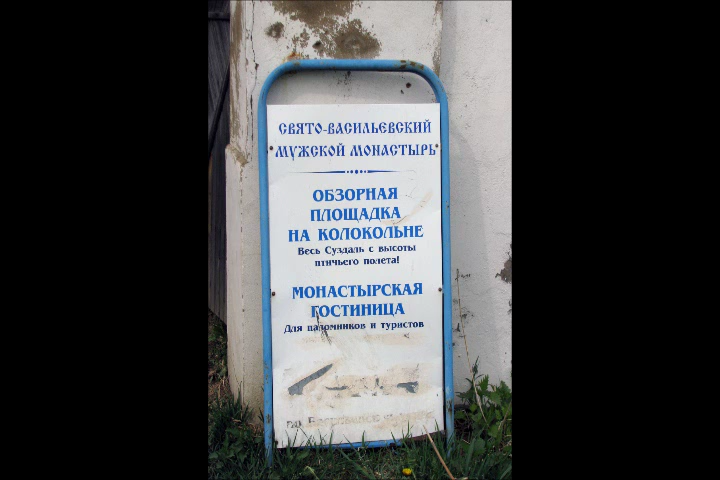 СВЯТО-ВАСИЛЬЕВСКИЙ
МУЖСКОЙ МОНАСТЫРЬ
ОБЗОРНАЯ
ПЛОЩАДКА
НА КОЛОКОЛЬНЕ
Весь Суздаль с высоты
птичьего полета!
МОНАСТЫРСКАЯ
ГОСТИНИЦА
Для паломников и туристов